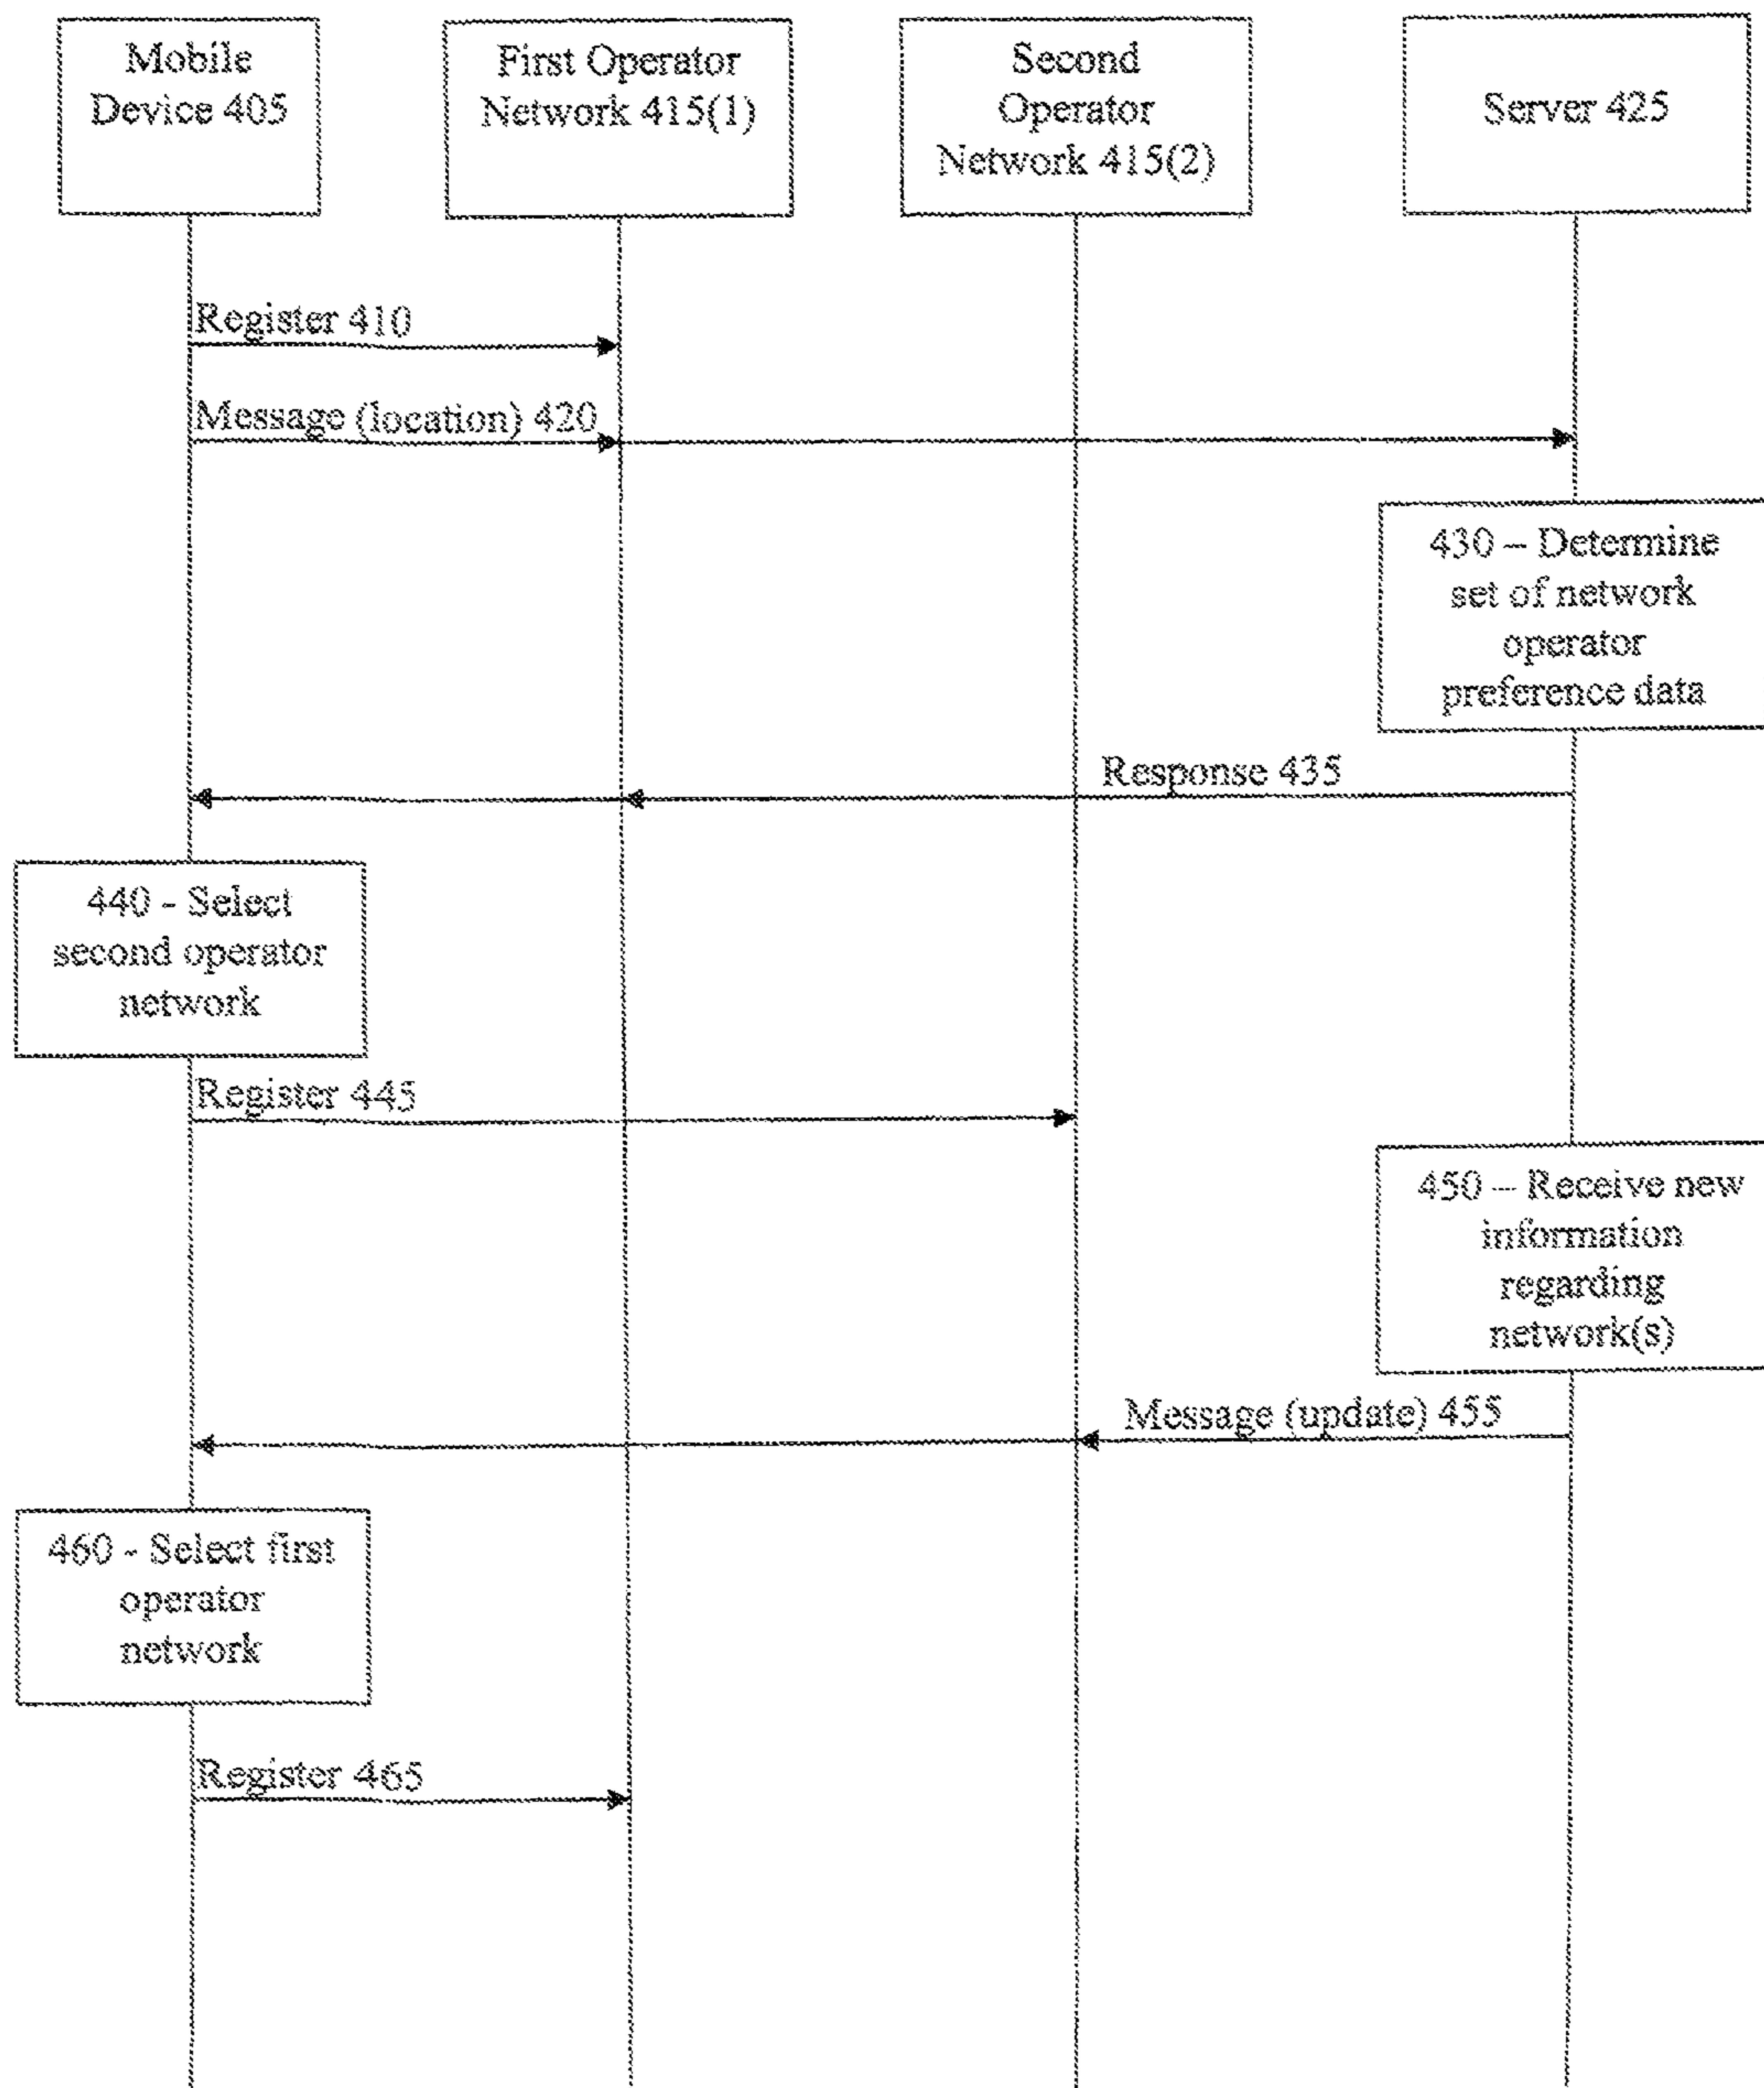 Mobile
Device 405
First Operator
Network 415(1)
Second
Operator
Network 415(2)
Server 425
Register 410
Message (location) 420
430 – Determine
set of network
operator
preference data
Response 435
440 - Select
second operator
network
Register 445
450 – Receive new
information
regarding
network(s)
Message (update) 455
460 - Select first
operator
network
Register 465